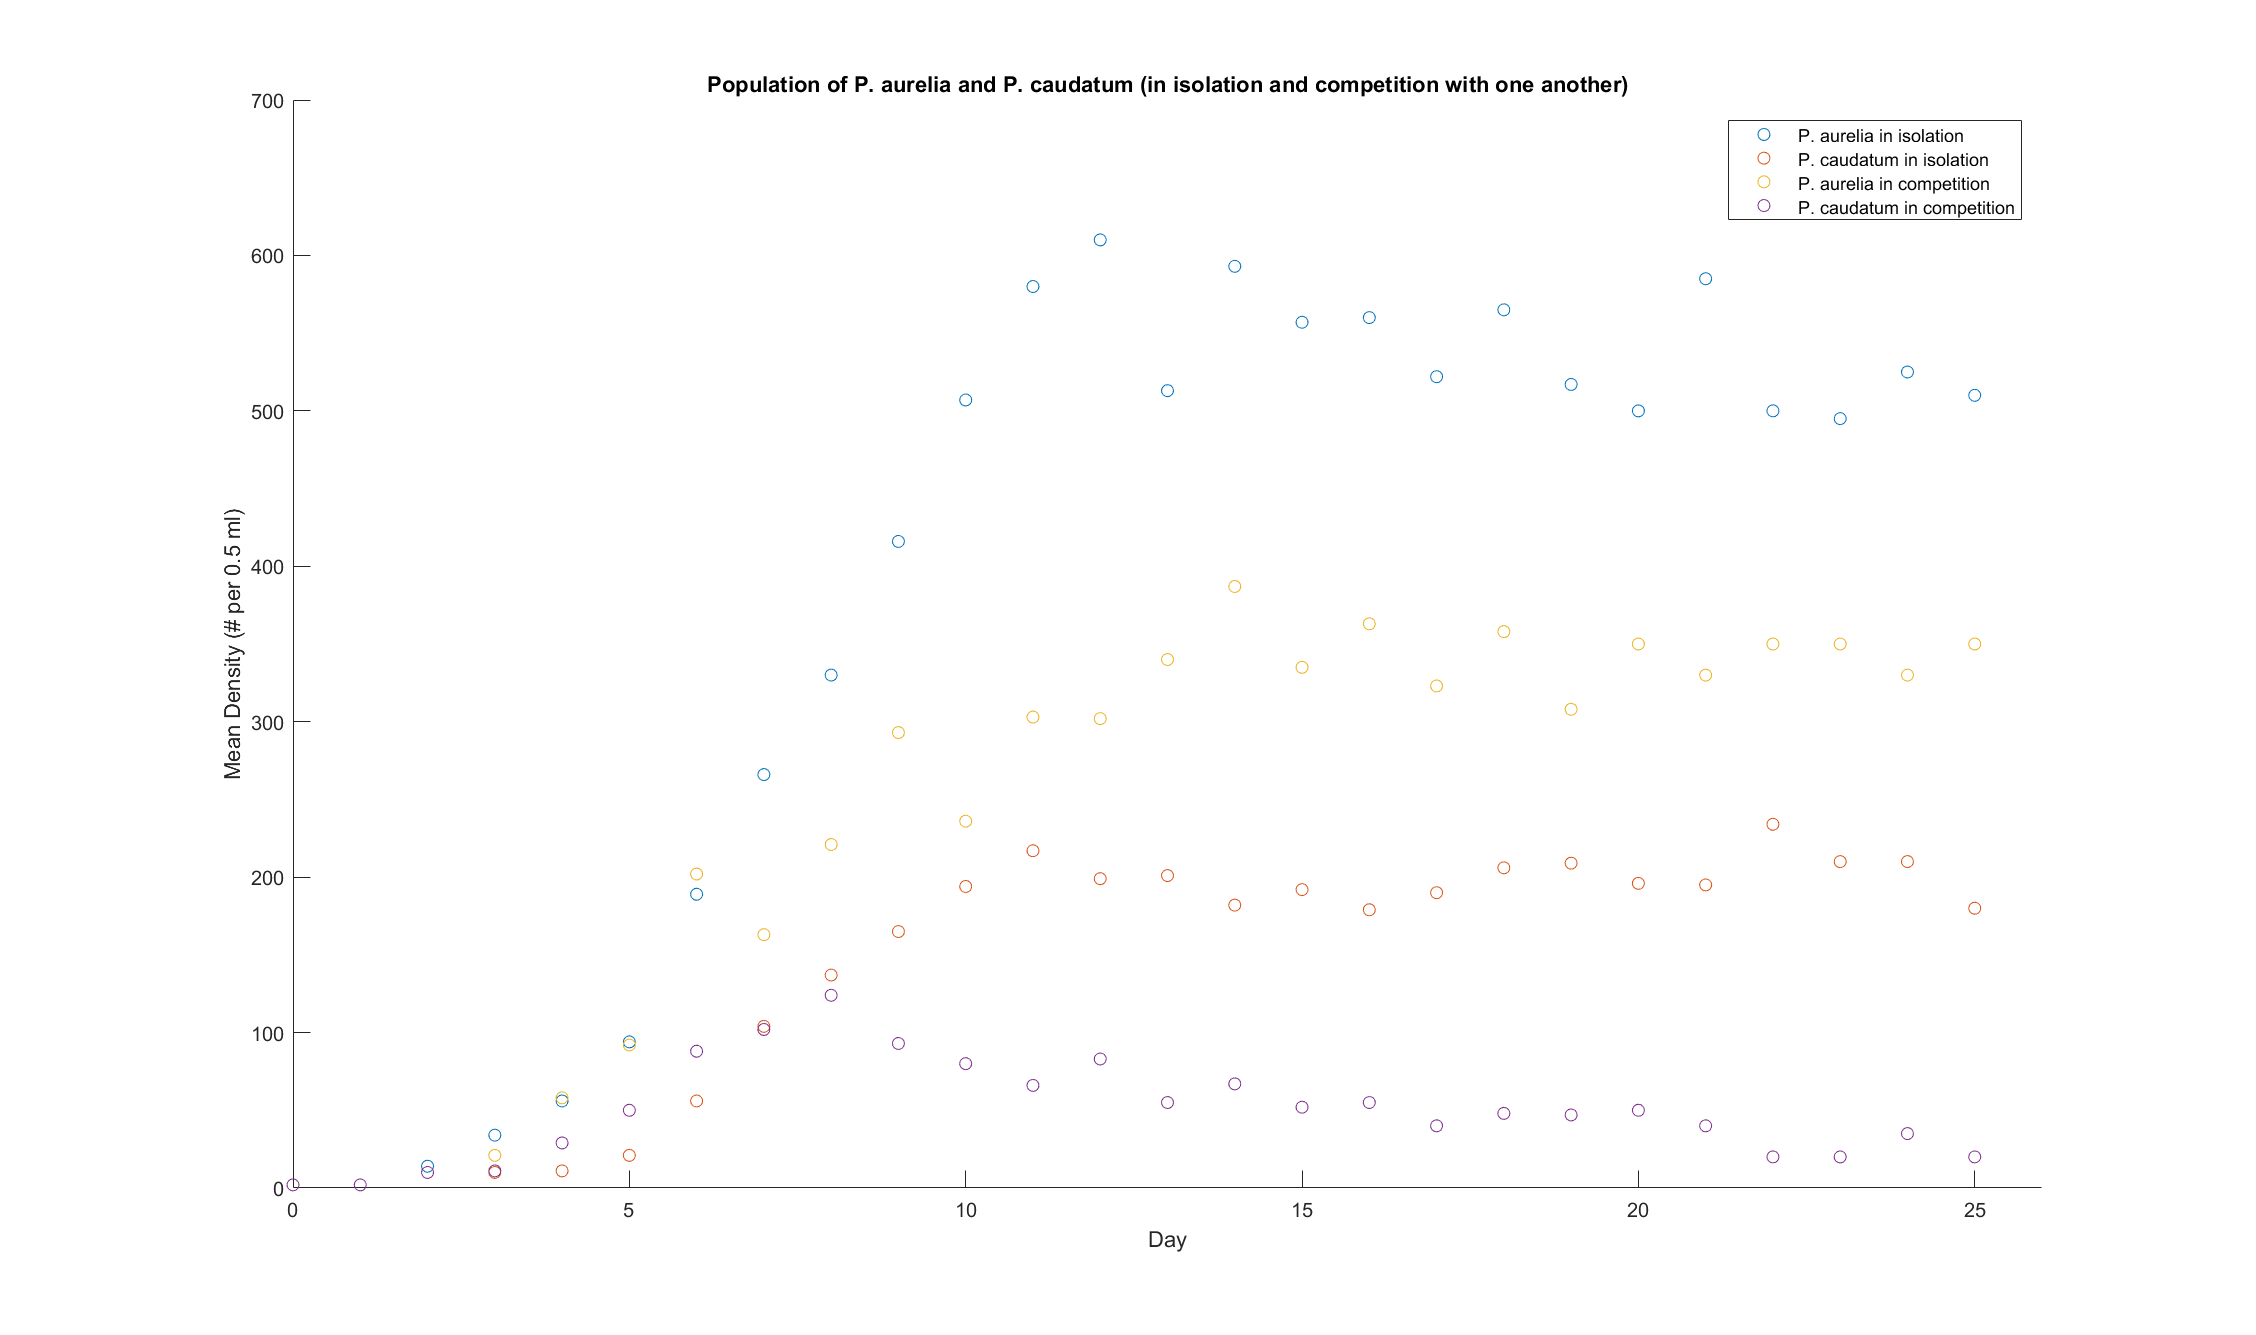 Population of P. aurelia and P. caudatum (in isolation and competition with one another)
P. aurelia in isolation
P. caudatum in isolation
P. aurelia in competition
P. caudatum in competition
Mean Density (# per 0.5 ml)
700
600
500
400
300
200
100
0
0 5 10 15 20 25
Day